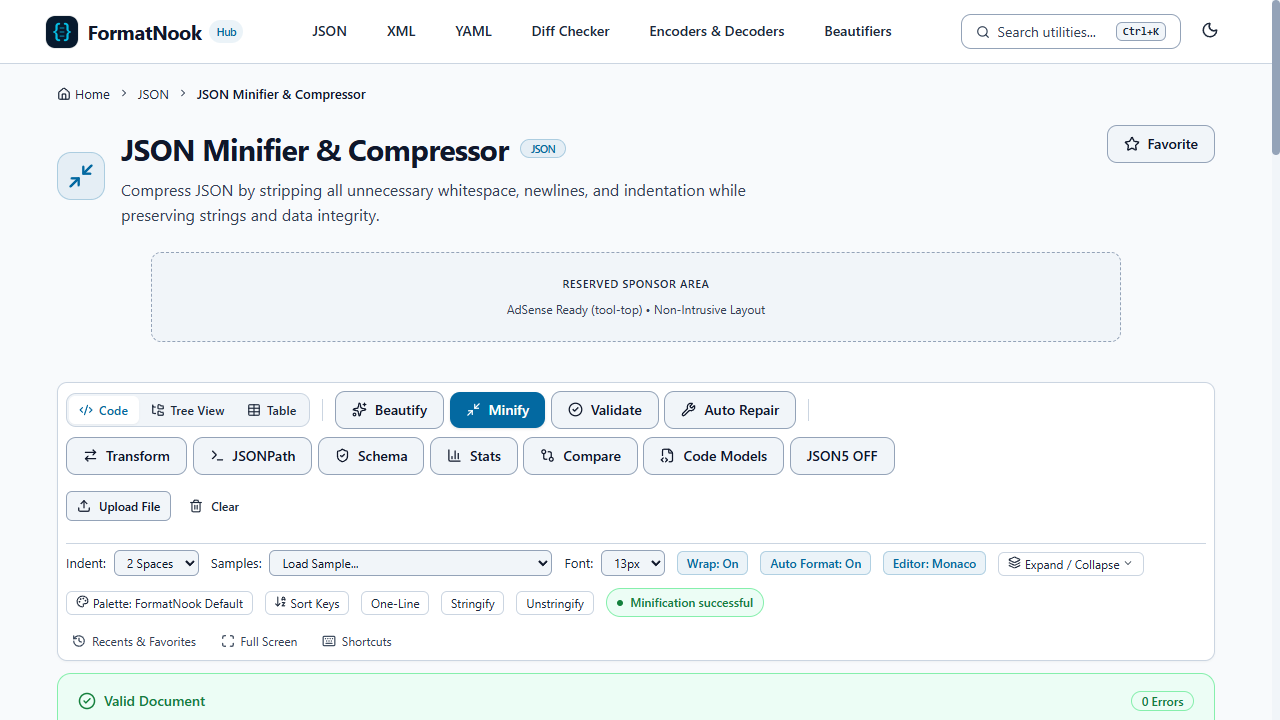 FormatNook Hub JSON XML YAML Diff Checker Encoders & Decoders Beautifiers Search utilities... Ctrl+K
Home JSON JSON Minifier & Compressor
JSON Minifier & Compressor JSON Favorite
Compress JSON by stripping all unnecessary whitespace, newlines, and indentation while
preserving strings and data integrity.
RESERVED SPONSOR AREA
AdSense Ready (tool-top) • Non-Intrusive Layout
Code Tree View Table Beautify Minify Validate Auto Repair
Transform JSONPath Schema Stats Compare Code Models JSON5 OFF
Upload File Clear
Indent: 2 Spaces Samples: Load Sample... Font: 13px Wrap: On Auto Format: On Editor: Monaco Expand / Collapse
Palette: FormatNook Default Sort Keys One-Line Stringify Unstringify Minification successful
Recents & Favorites Full Screen Shortcuts
Valid Document 0 Errors